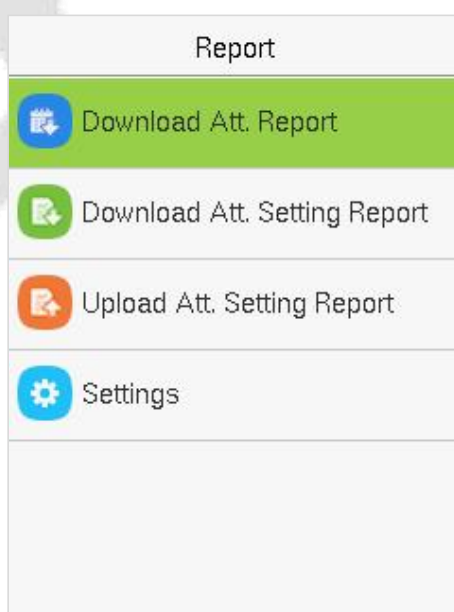 Report
Download Att. Report
Download Att. Setting Report
Upload Att. Setting Report
Settings